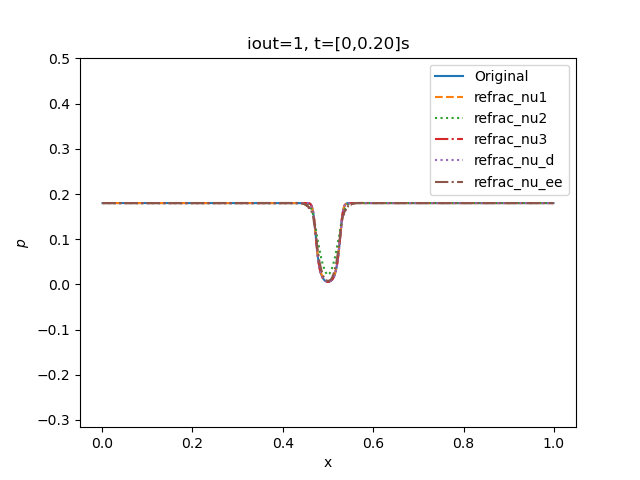 iout=1, t=[0,0.20]s
Original
refrac_nu1
refrac_nu2
refrac_nu3
refrac_nu_d
refrac_nu_ee
0.5
0.4
0.3
0.2
0.1
0.0
−0.1
−0.2
−0.3
p
0.0 0.2 0.4 0.6 0.8 1.0
x